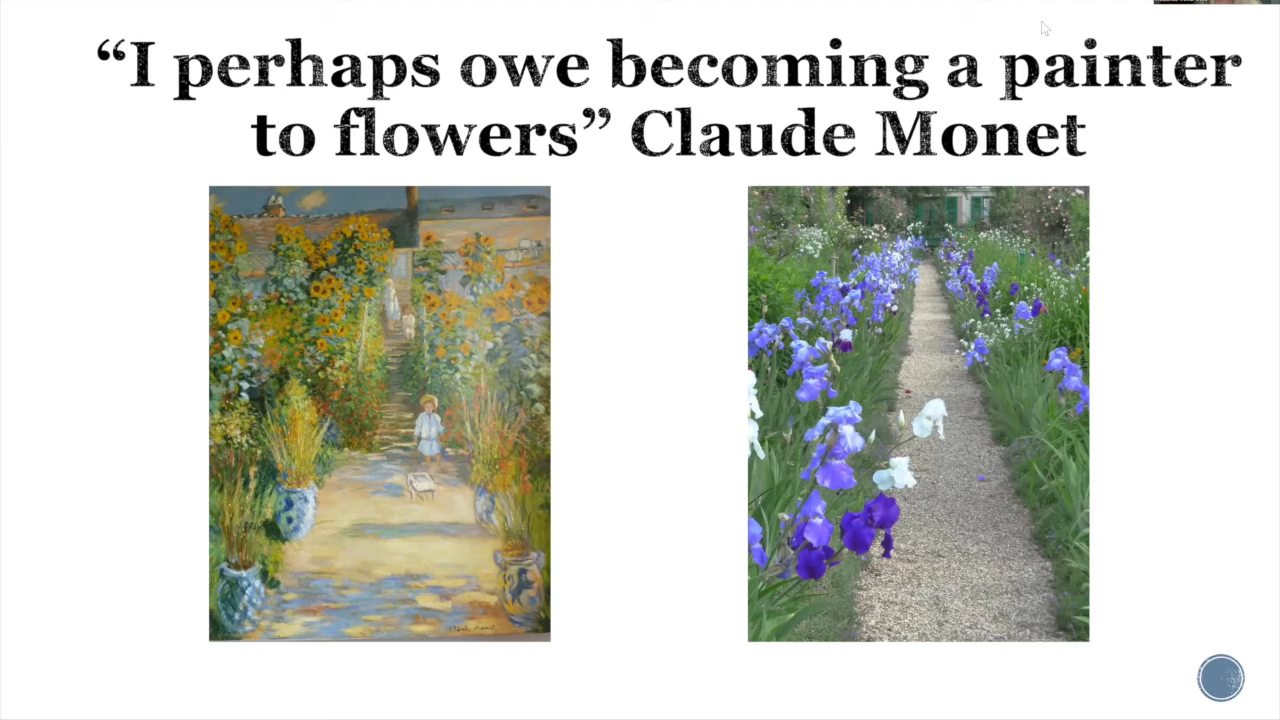 “I perhaps owe becoming a painter
to flowers” Claude Monet